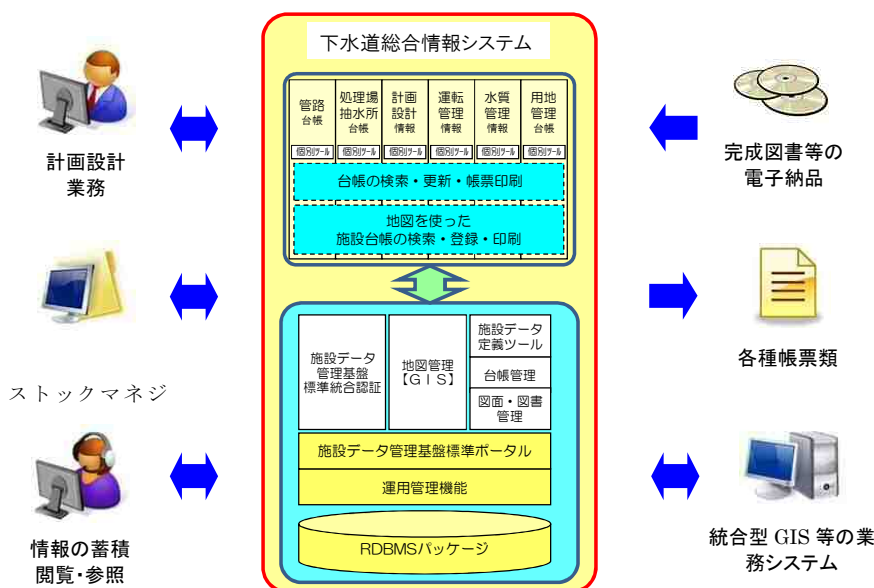 下水道総合情報システム
管路
台帳
処理場
抽水所
台帳
計画
設計
情報
運転
管理
情報
水質
管理
情報
用地
管理
台帳
個別ツール
個別ツール
個別ツール
個別ツール
個別ツール
個別ツール
台帳の検索・更新・帳票印刷
地図を使った
施設台帳の検索・登録・印刷
計画設計
業務
ストックマネジ
情報の蓄積
閲覧・参照
施設データ
管理基盤
標準統合認証
地図管理
【GIS】
施設データ
定義ツール
台帳管理
図面・図書
管理
施設データ管理基盤標準ポータル
運用管理機能
RDBMSパッケージ
完成図書等の
電子納品
各種帳票類
統合型 GIS 等の業
務システム